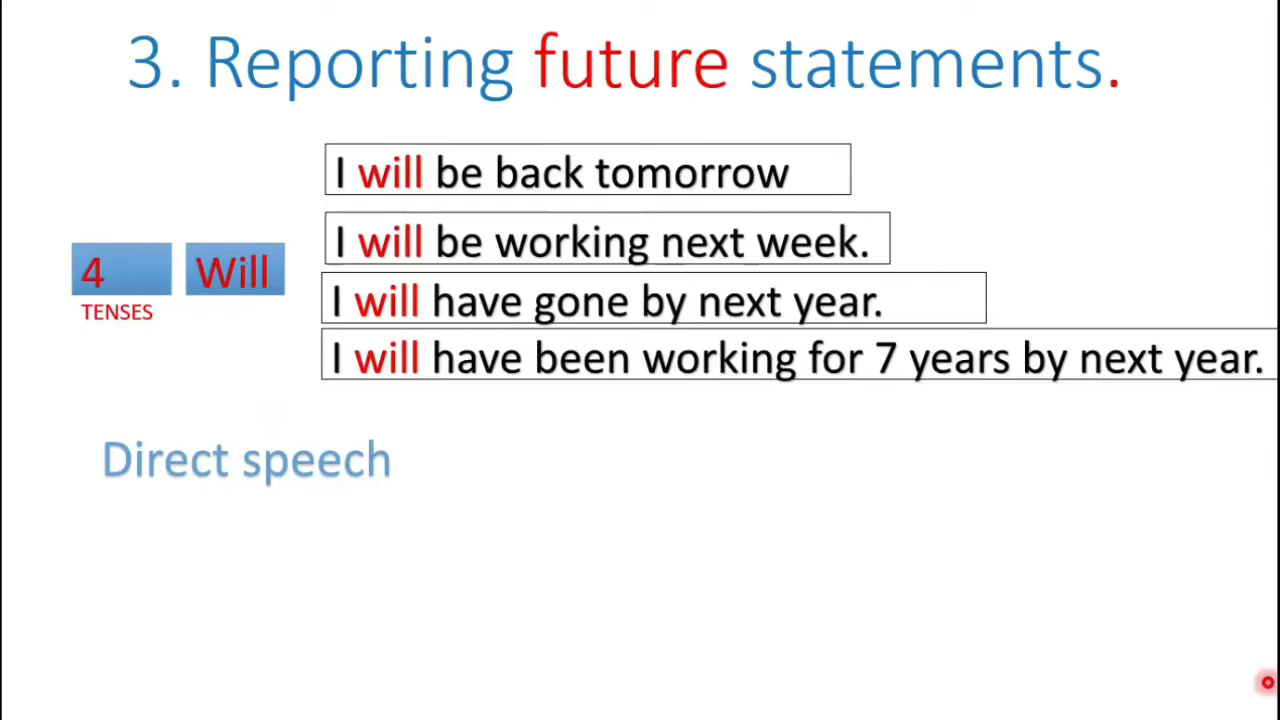 3. Reporting future statements.
I will be back tomorrow
I will be working next week.
4 Will
TENSES
I will have gone by next year.
I will have been working for 7 years by next year.
Direct speech